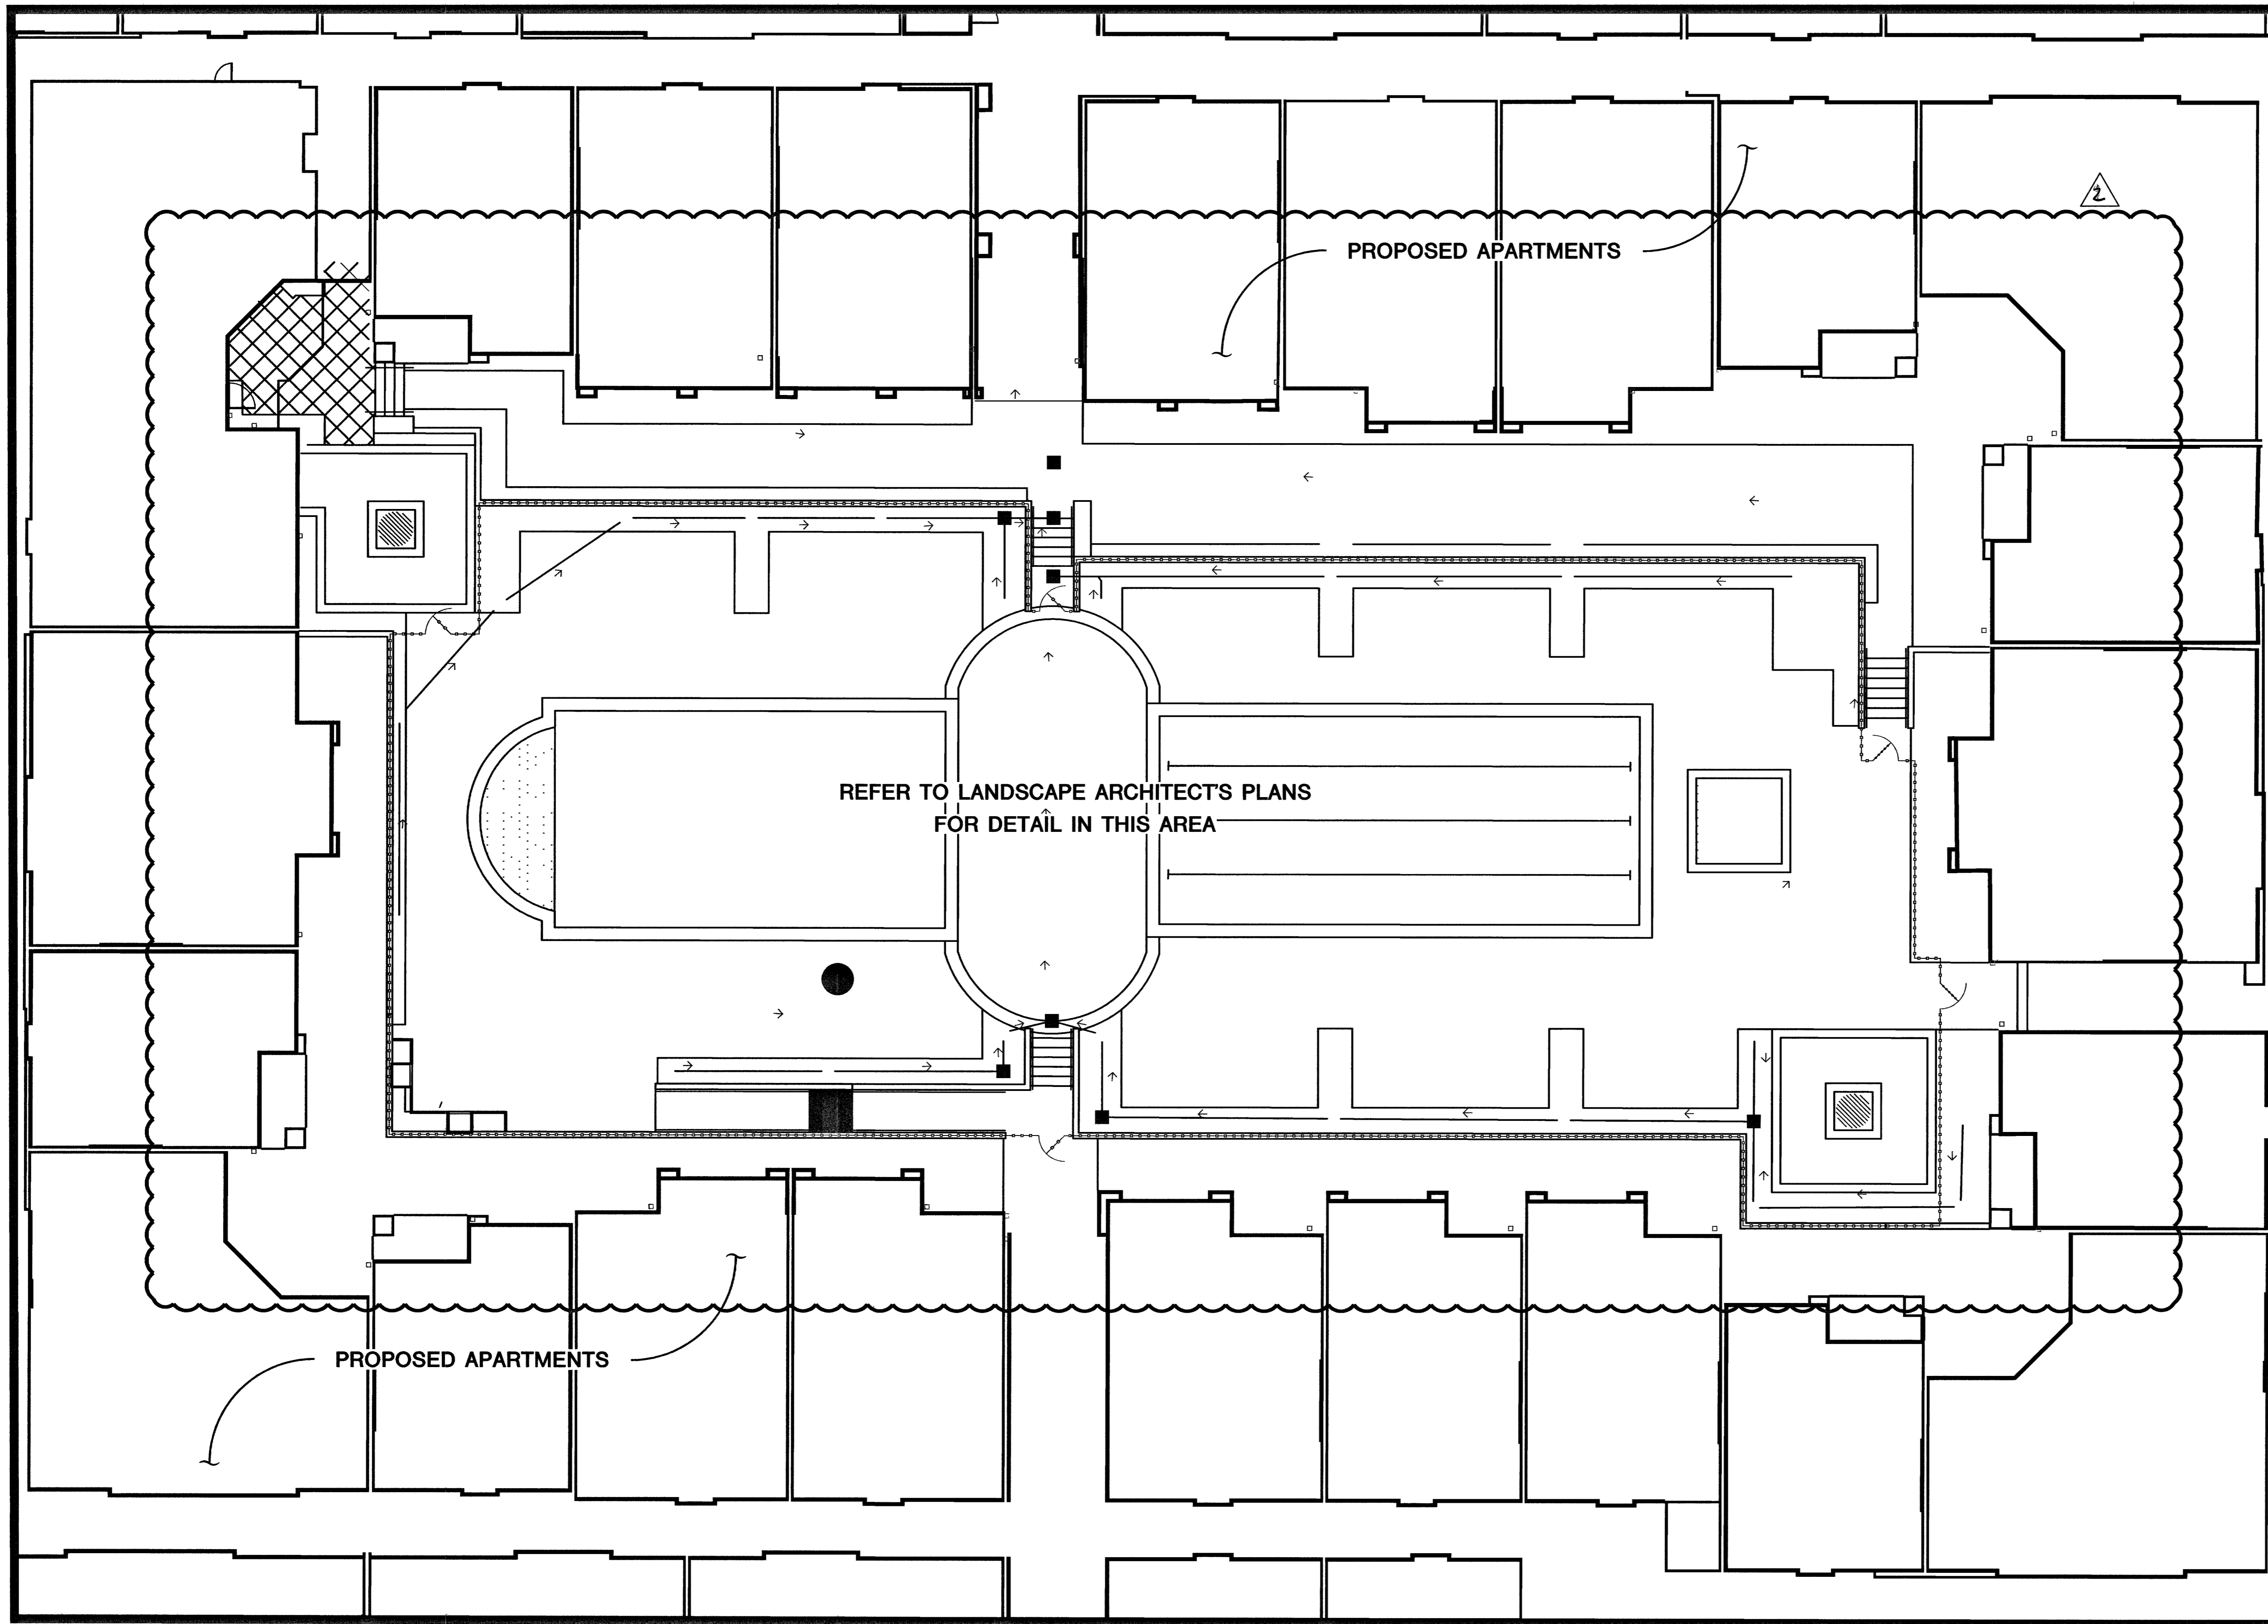 2
PROPOSED APARTMENTS
REFER TO LANDSCAPE ARCHITECT'S PLANS
FOR DETAIL IN THIS AREA
PROPOSED APARTMENTS